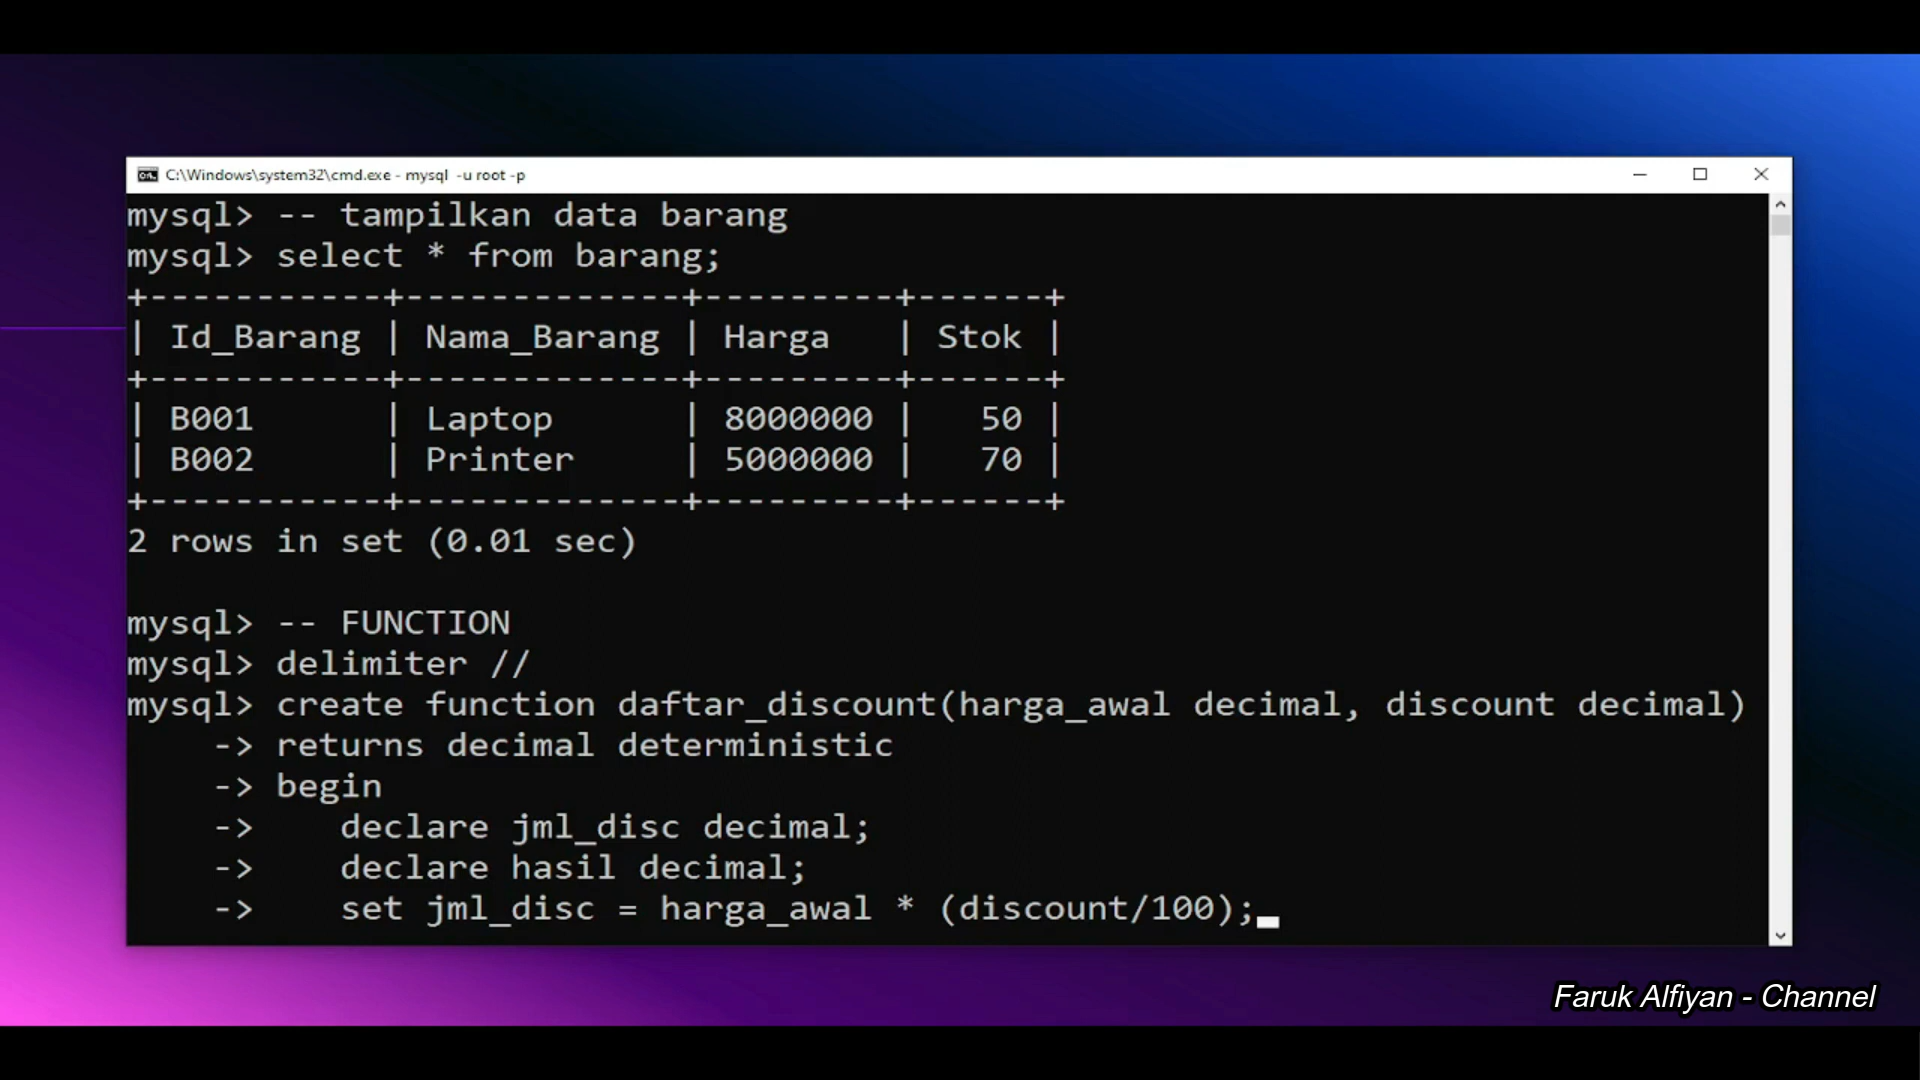 C:\Windows\system32\cmd.exe - mysql -u root -p
mysql> -- tampilkan data barang
mysql> select * from barang;
+-----------+-------------+---------+------+
| Id_Barang | Nama_Barang | Harga   | Stok |
+-----------+-------------+---------+------+
| B001      | Laptop      | 8000000 |   50 |
| B002      | Printer     | 5000000 |   70 |
+-----------+-------------+---------+------+
2 rows in set (0.01 sec)
mysql> -- FUNCTION
mysql> delimiter //
mysql> create function daftar_discount(harga_awal decimal, discount decimal)
    -> returns decimal deterministic
    -> begin
    ->    declare jml_disc decimal;
    ->    declare hasil decimal;
    ->    set jml_disc = harga_awal * (discount/100);
Faruk Alfiyan - Channel